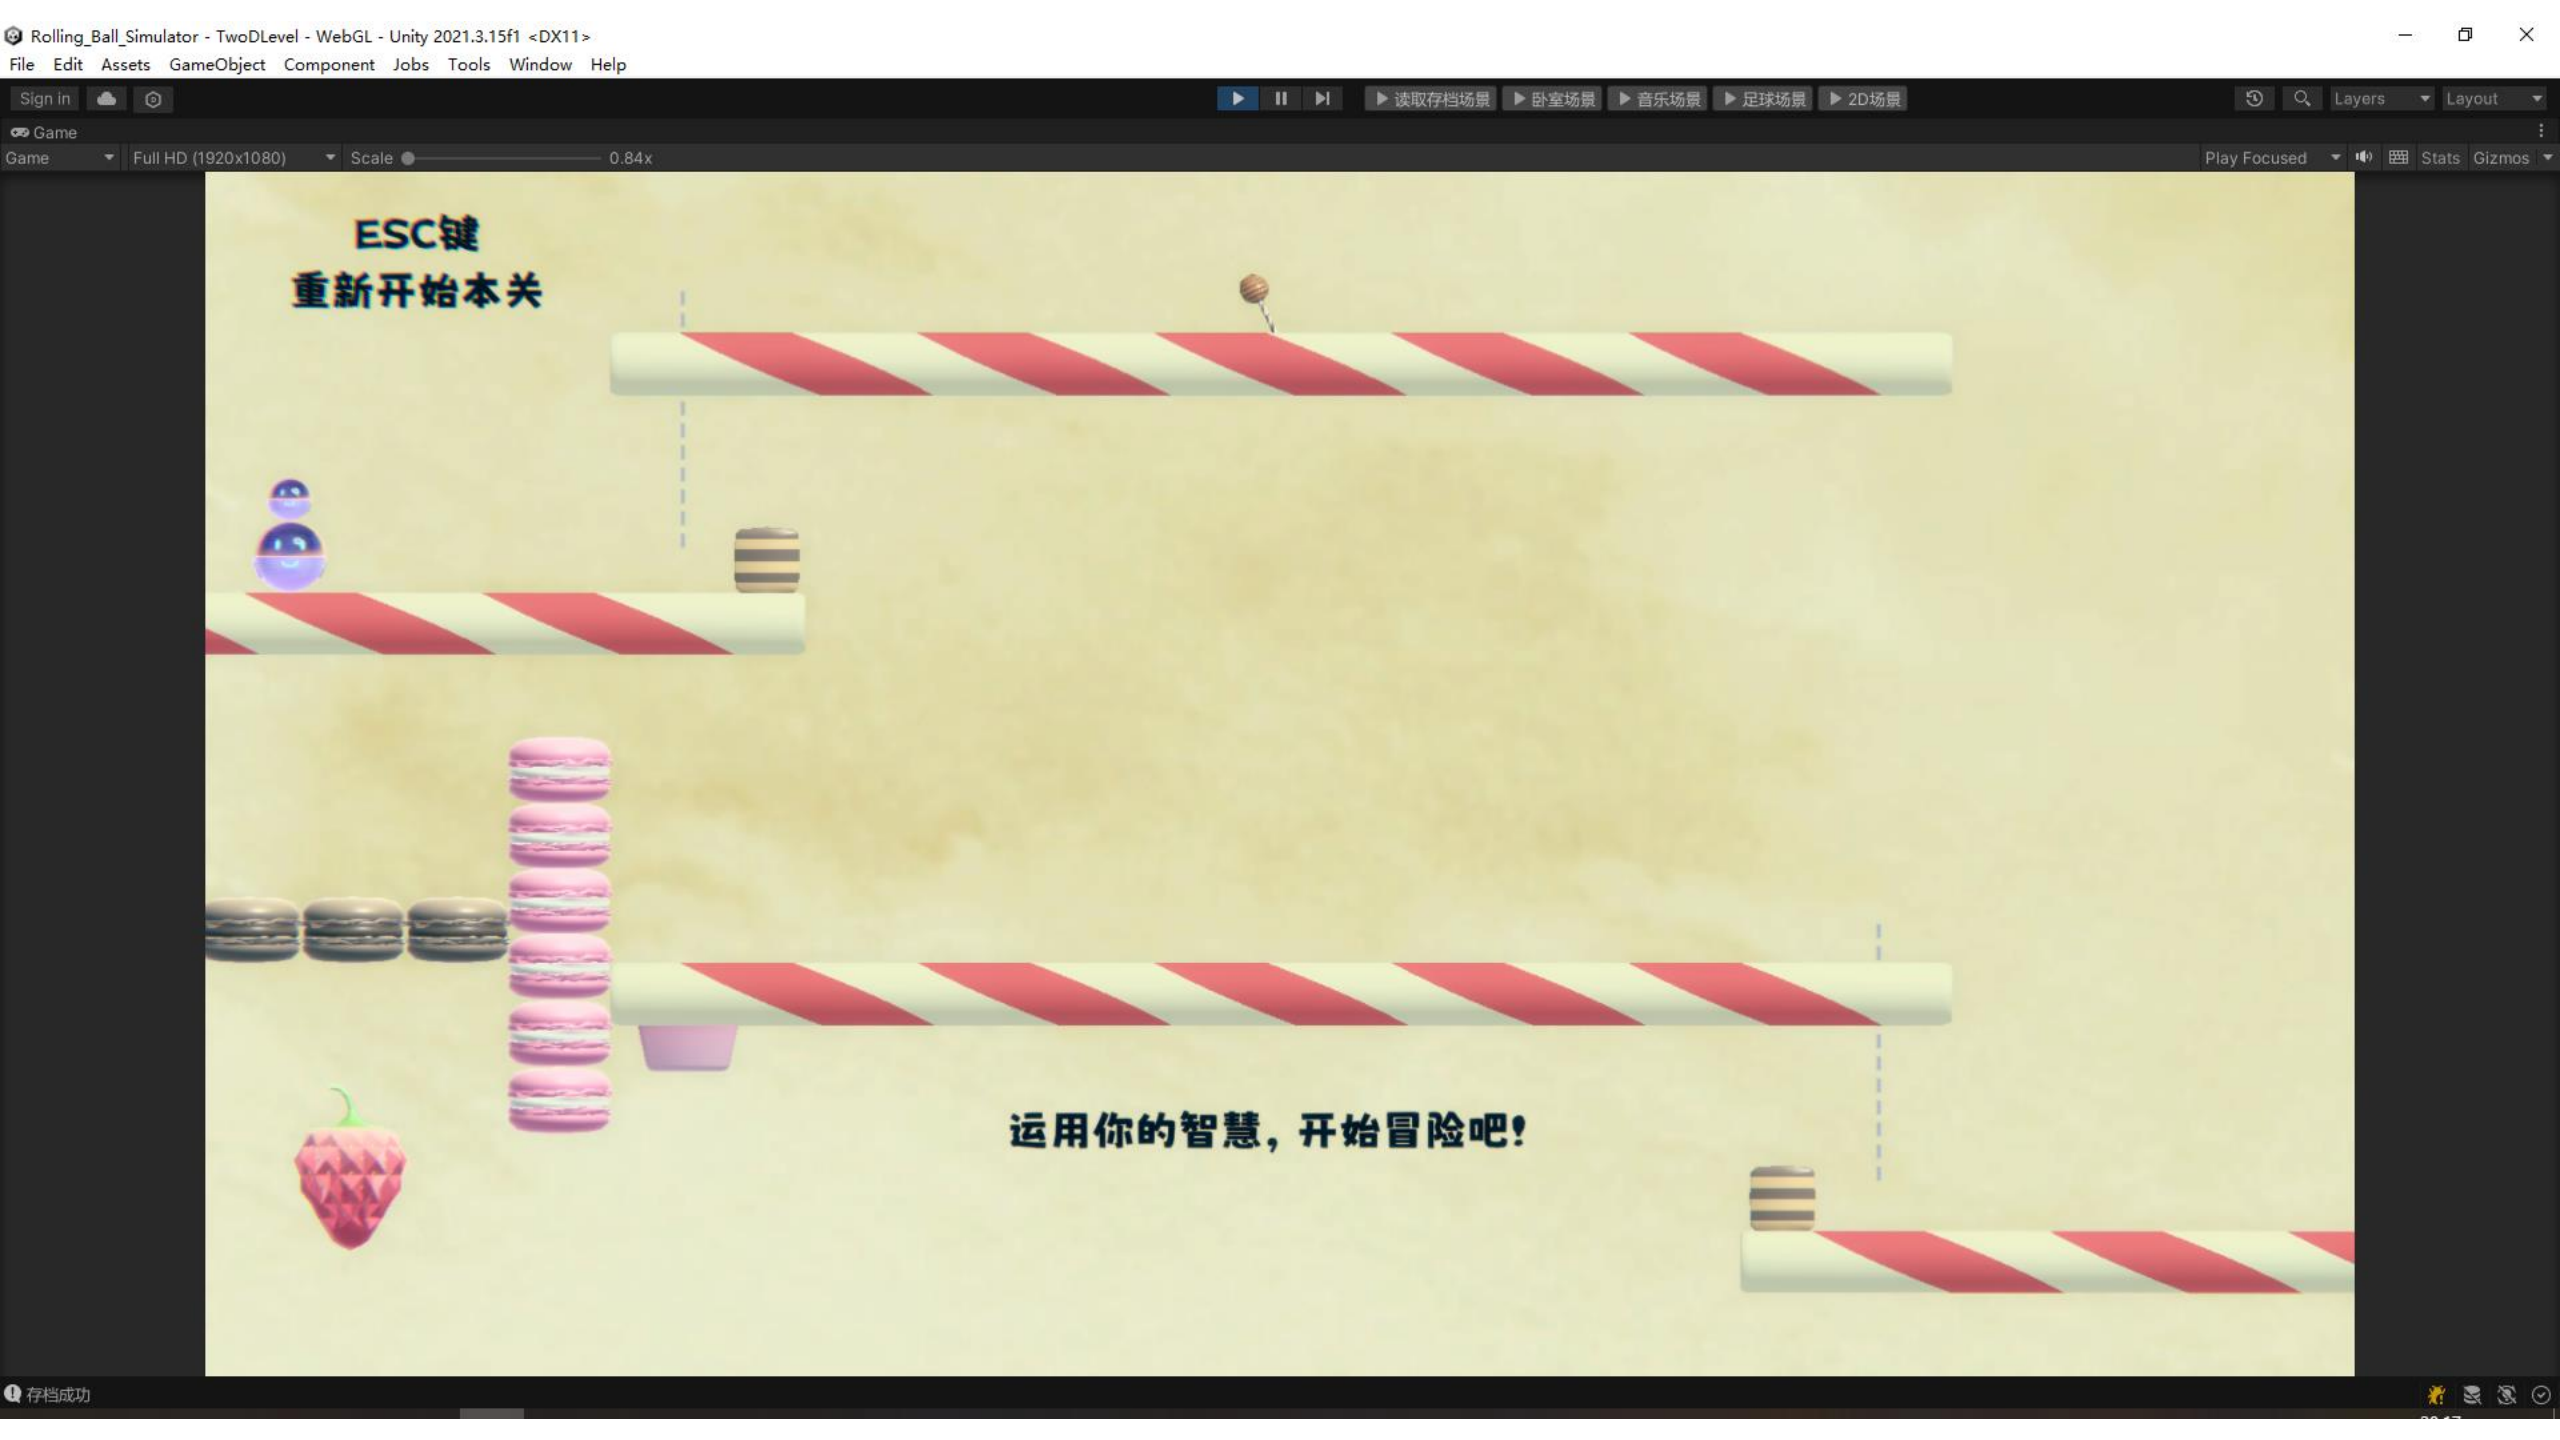 Rolling_Ball_Simulator - TwoDLevel - WebGL - Unity 2021.3.15f1 <DX11>
File Edit Assets GameObject Component Jobs Tools Window Help
Sign in 读取存档场景 卧室场景 音乐场景 足球场景 2D场景 Layers Layout
Game
Game Full HD (1920x1080) Scale 0.84x Play Focused Stats Gizmos
ESC键
重新开始本关
运用你的智慧，开始冒险吧！
存档成功